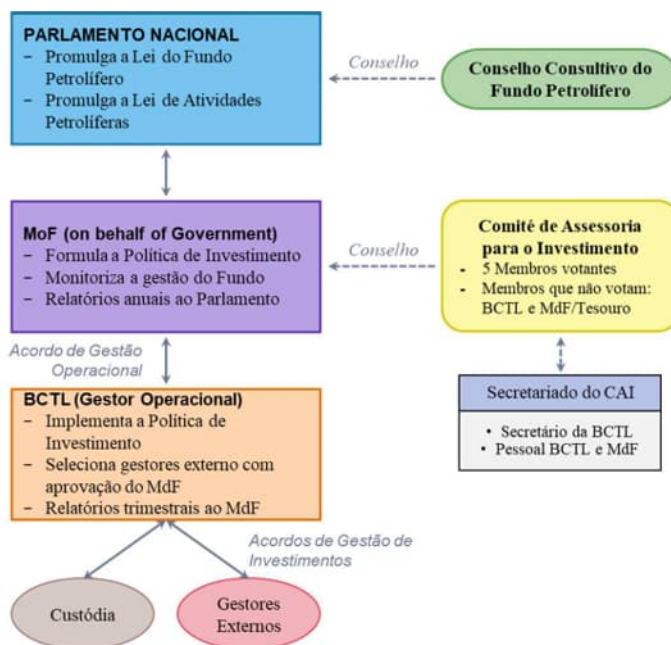 PARLAMENTO NACIONAL
– Promulga a Lei do Fundo
Petrolífero
– Promulga a Lei de Atividades
Petrolíferas
Conselho
Conselho Consultivo do
Fundo Petrolífero
MoF (on behalf of Government)
– Formula a Política de Investimento
– Monitoriza a gestão do Fundo
– Relatórios anuais ao Parlamento
Conselho
Comité de Assessoria
para o Investimento
- 5 Membros votantes
- Membros que não votam:
BCTL e MdF/Tesouro
Acordo de Gestão
Operacional
BCTL (Gestor Operacional)
– Implementa a Política de
Investimento
– Seleciona gestores externo com
aprovação do MdF
– Relatórios trimestrais ao MdF
Secretariado do CAI
• Secretário da BCTL
• Pessoal BCTL e MdF
Acordos de Gestão de
Investimentos
Custódia
Gestores
Externos